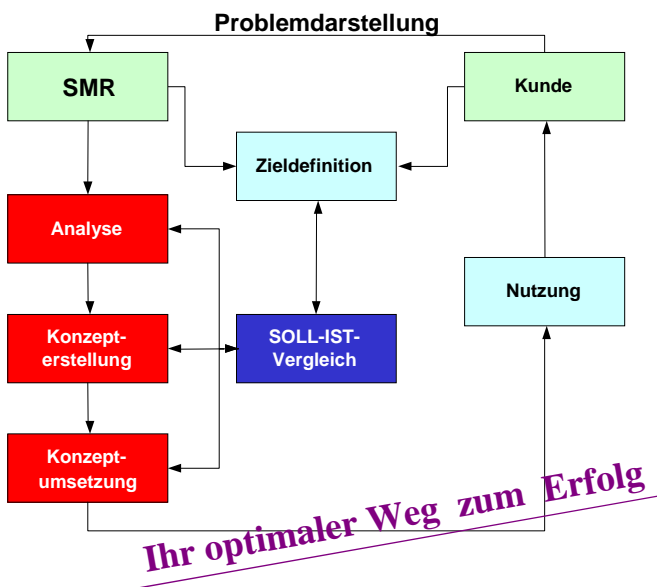 Problemdarstellung
SMR
Kunde
Zieldefinition
Analyse
Nutzung
Konzept-
erstellung
SOLL-IST-
Vergleich
Konzept-
umsetzung
Ihr optimaler Weg zum Erfolg